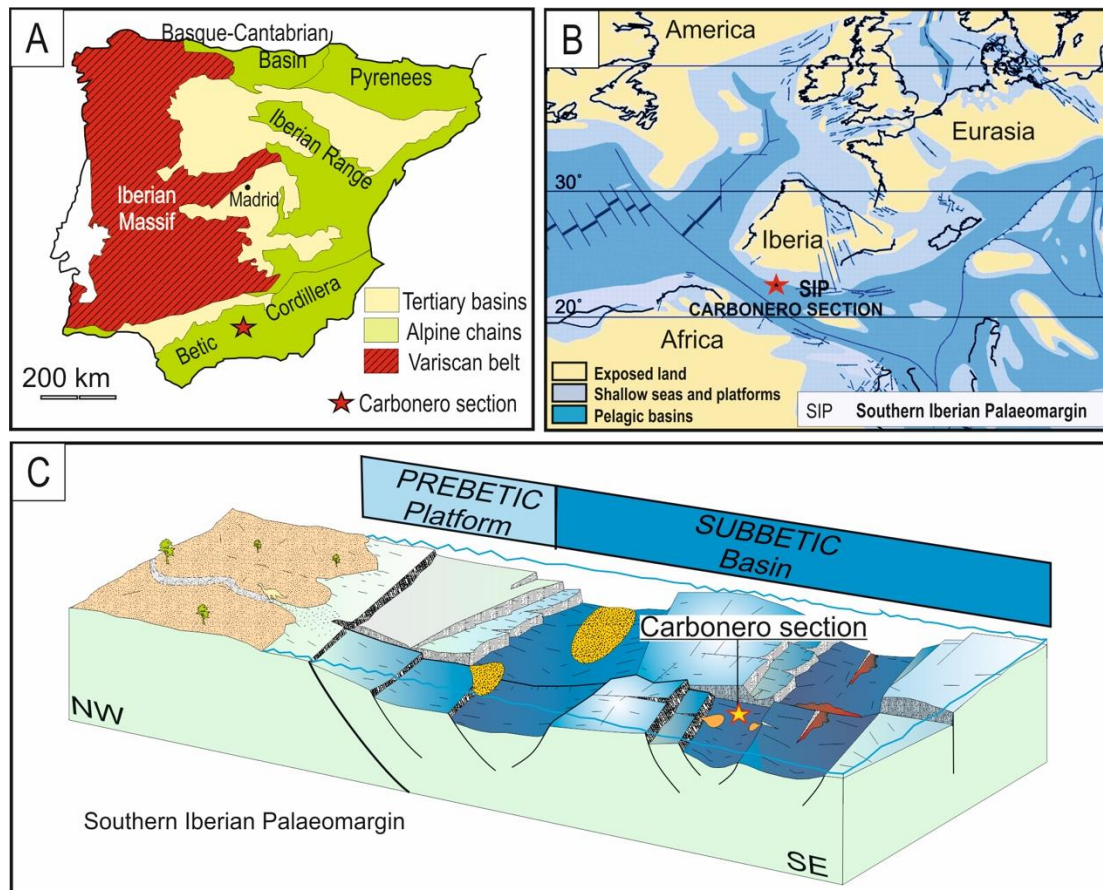 A
Basque-Cantabrian
Basin
Pyrenees
Iberian Range
Iberian
Massif
Madrid
Betic
Cordillera
Tertiary basins
Alpine chains
Variscan belt
200 km
Carbonero section
B
America
Eurasia
30°
Iberia
SIP
CARBONERO SECTION
20°
Africa
Exposed land
Shallow seas and platforms
Pelagic basins
SIP Southern Iberian Palaeomargin
C
PREBETIC
Platform
SUBBETIC
Basin
Carbonero section
NW
Southern Iberian Palaeomargin
SE